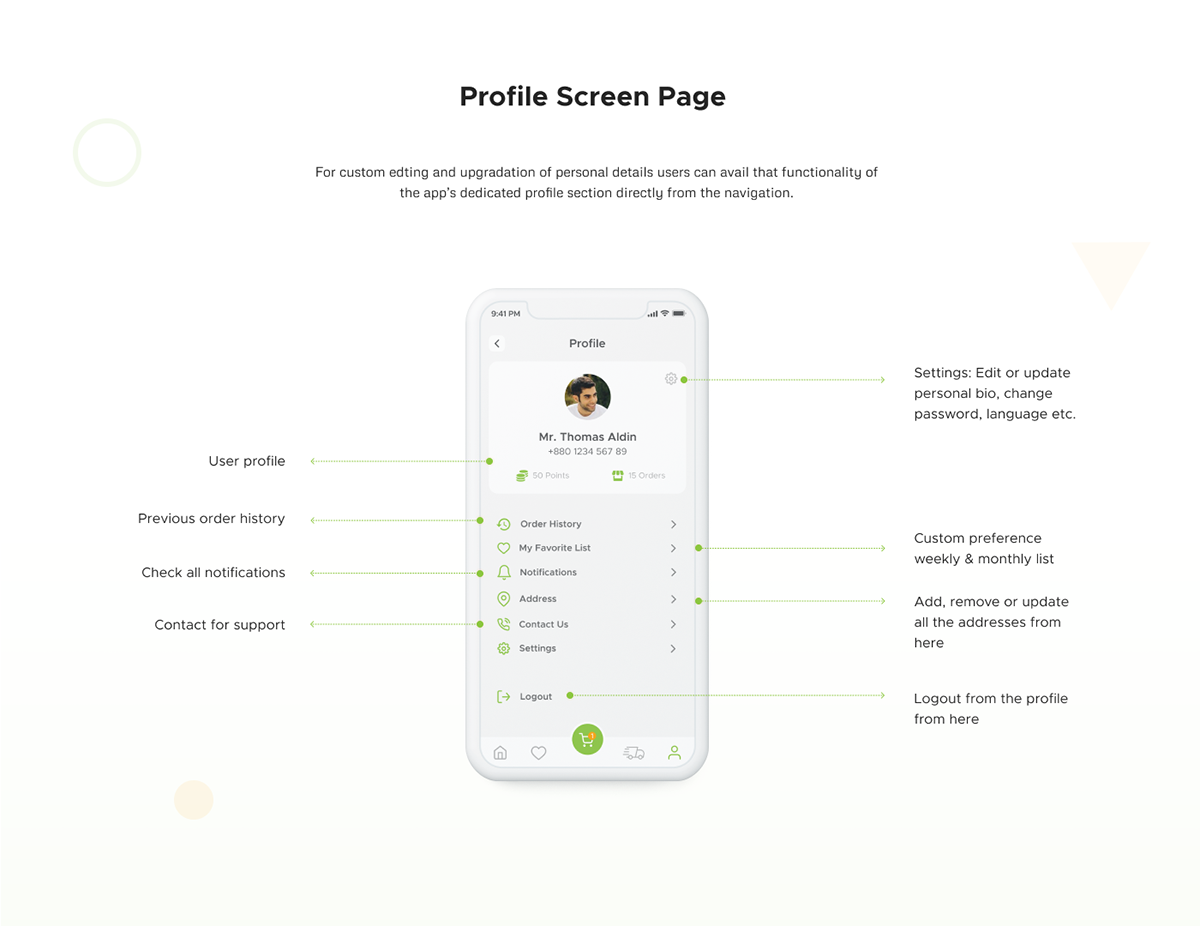 Profile Screen Page
For custom edting and upgradation of personal details users can avail that functionality of
the app's dedicated profile section directly from the navigation.
9:41 PM
Profile
Mr. Thomas Aldin
+880 1234 567 89
50 Points
15 Orders
Order History
My Favorite List
Notifications
Address
Contact Us
Settings
Logout
1
User profile
Previous order history
Check all notifications
Contact for support
Settings: Edit or update
personal bio, change
password, language etc.
Custom preference
weekly & monthly list
Add, remove or update
all the addresses from
here
Logout from the profile
from here